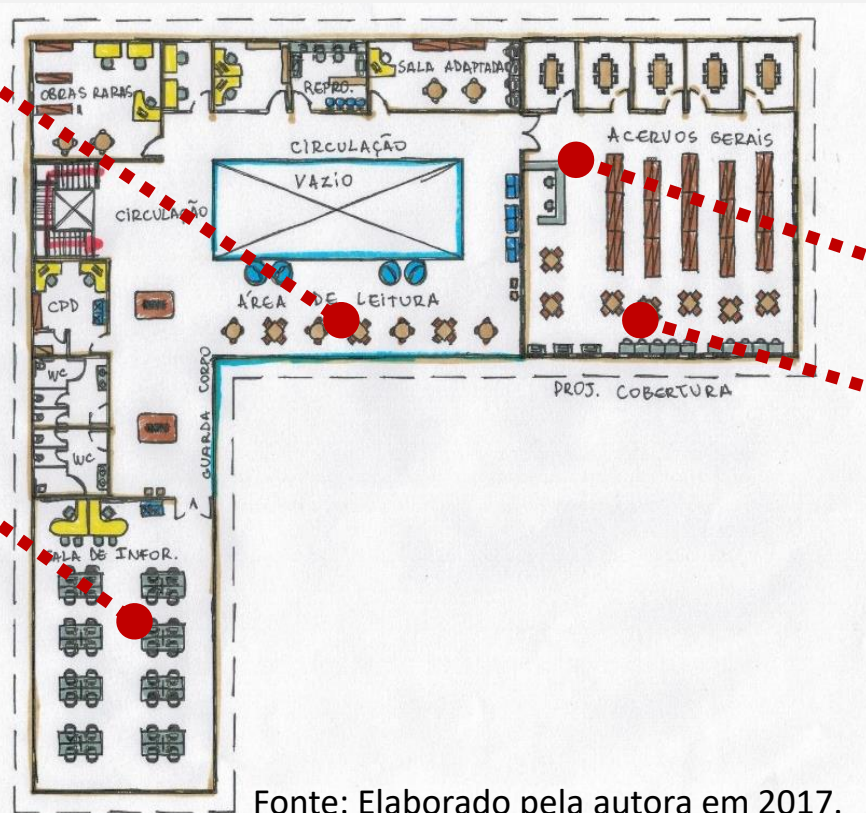 OBRAS RARAS
REPRO.
SALA ADAPTADA
ACERVOS GERAIS
CIRCULAÇÃO
VAZIO
CIRCULAÇÃO
ÁREA DE LEITURA
CPD
WC
WC
GUARDA CORPO
PROJ. COBERTURA
SALA DE INFOR.
Fonte: Elaborado pela autora em 2017.